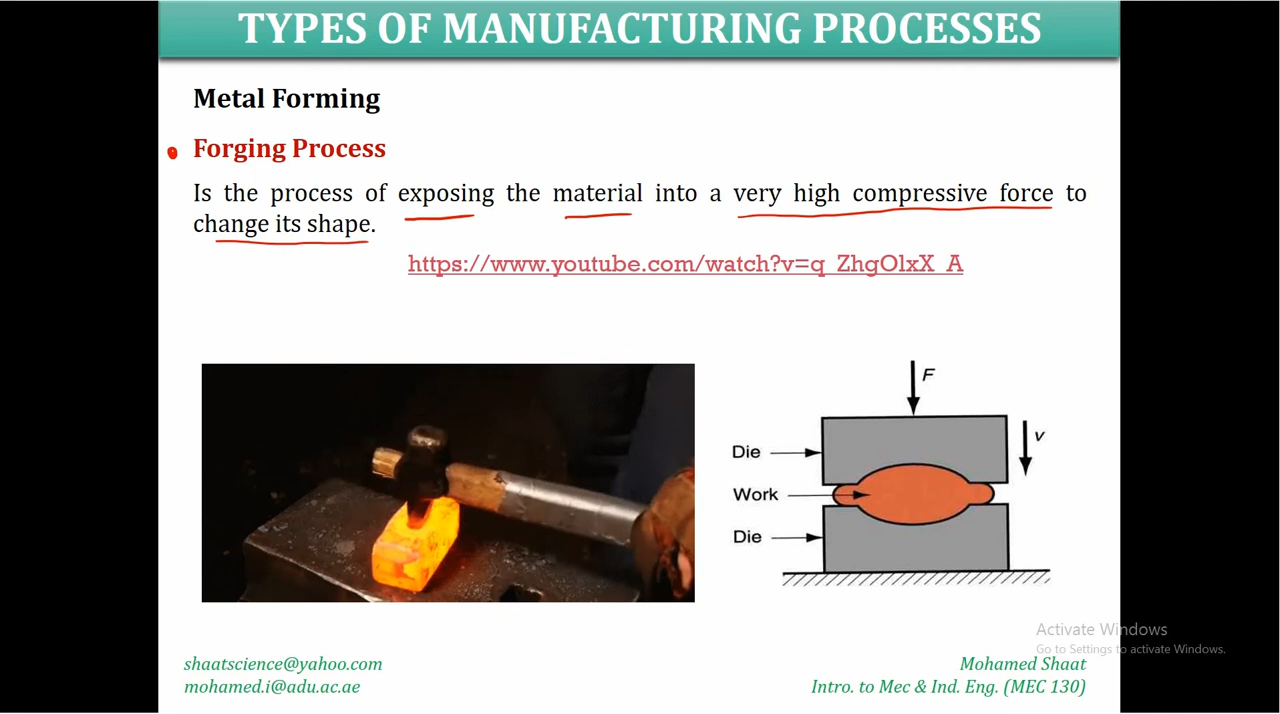 TYPES OF MANUFACTURING PROCESSES
Metal Forming
Forging Process
Is the process of exposing the material into a very high compressive force to
change its shape.
https://www.youtube.com/watch?v=q_ZhgOlxX_A
F
v
Die
Work
Die
Activate Windows
Go to Settings to activate Windows.
shaatscience@yahoo.com
mohamed.i@adu.ac.ae
Mohamed Shaat
Intro. to Mec & Ind. Eng. (MEC 130)